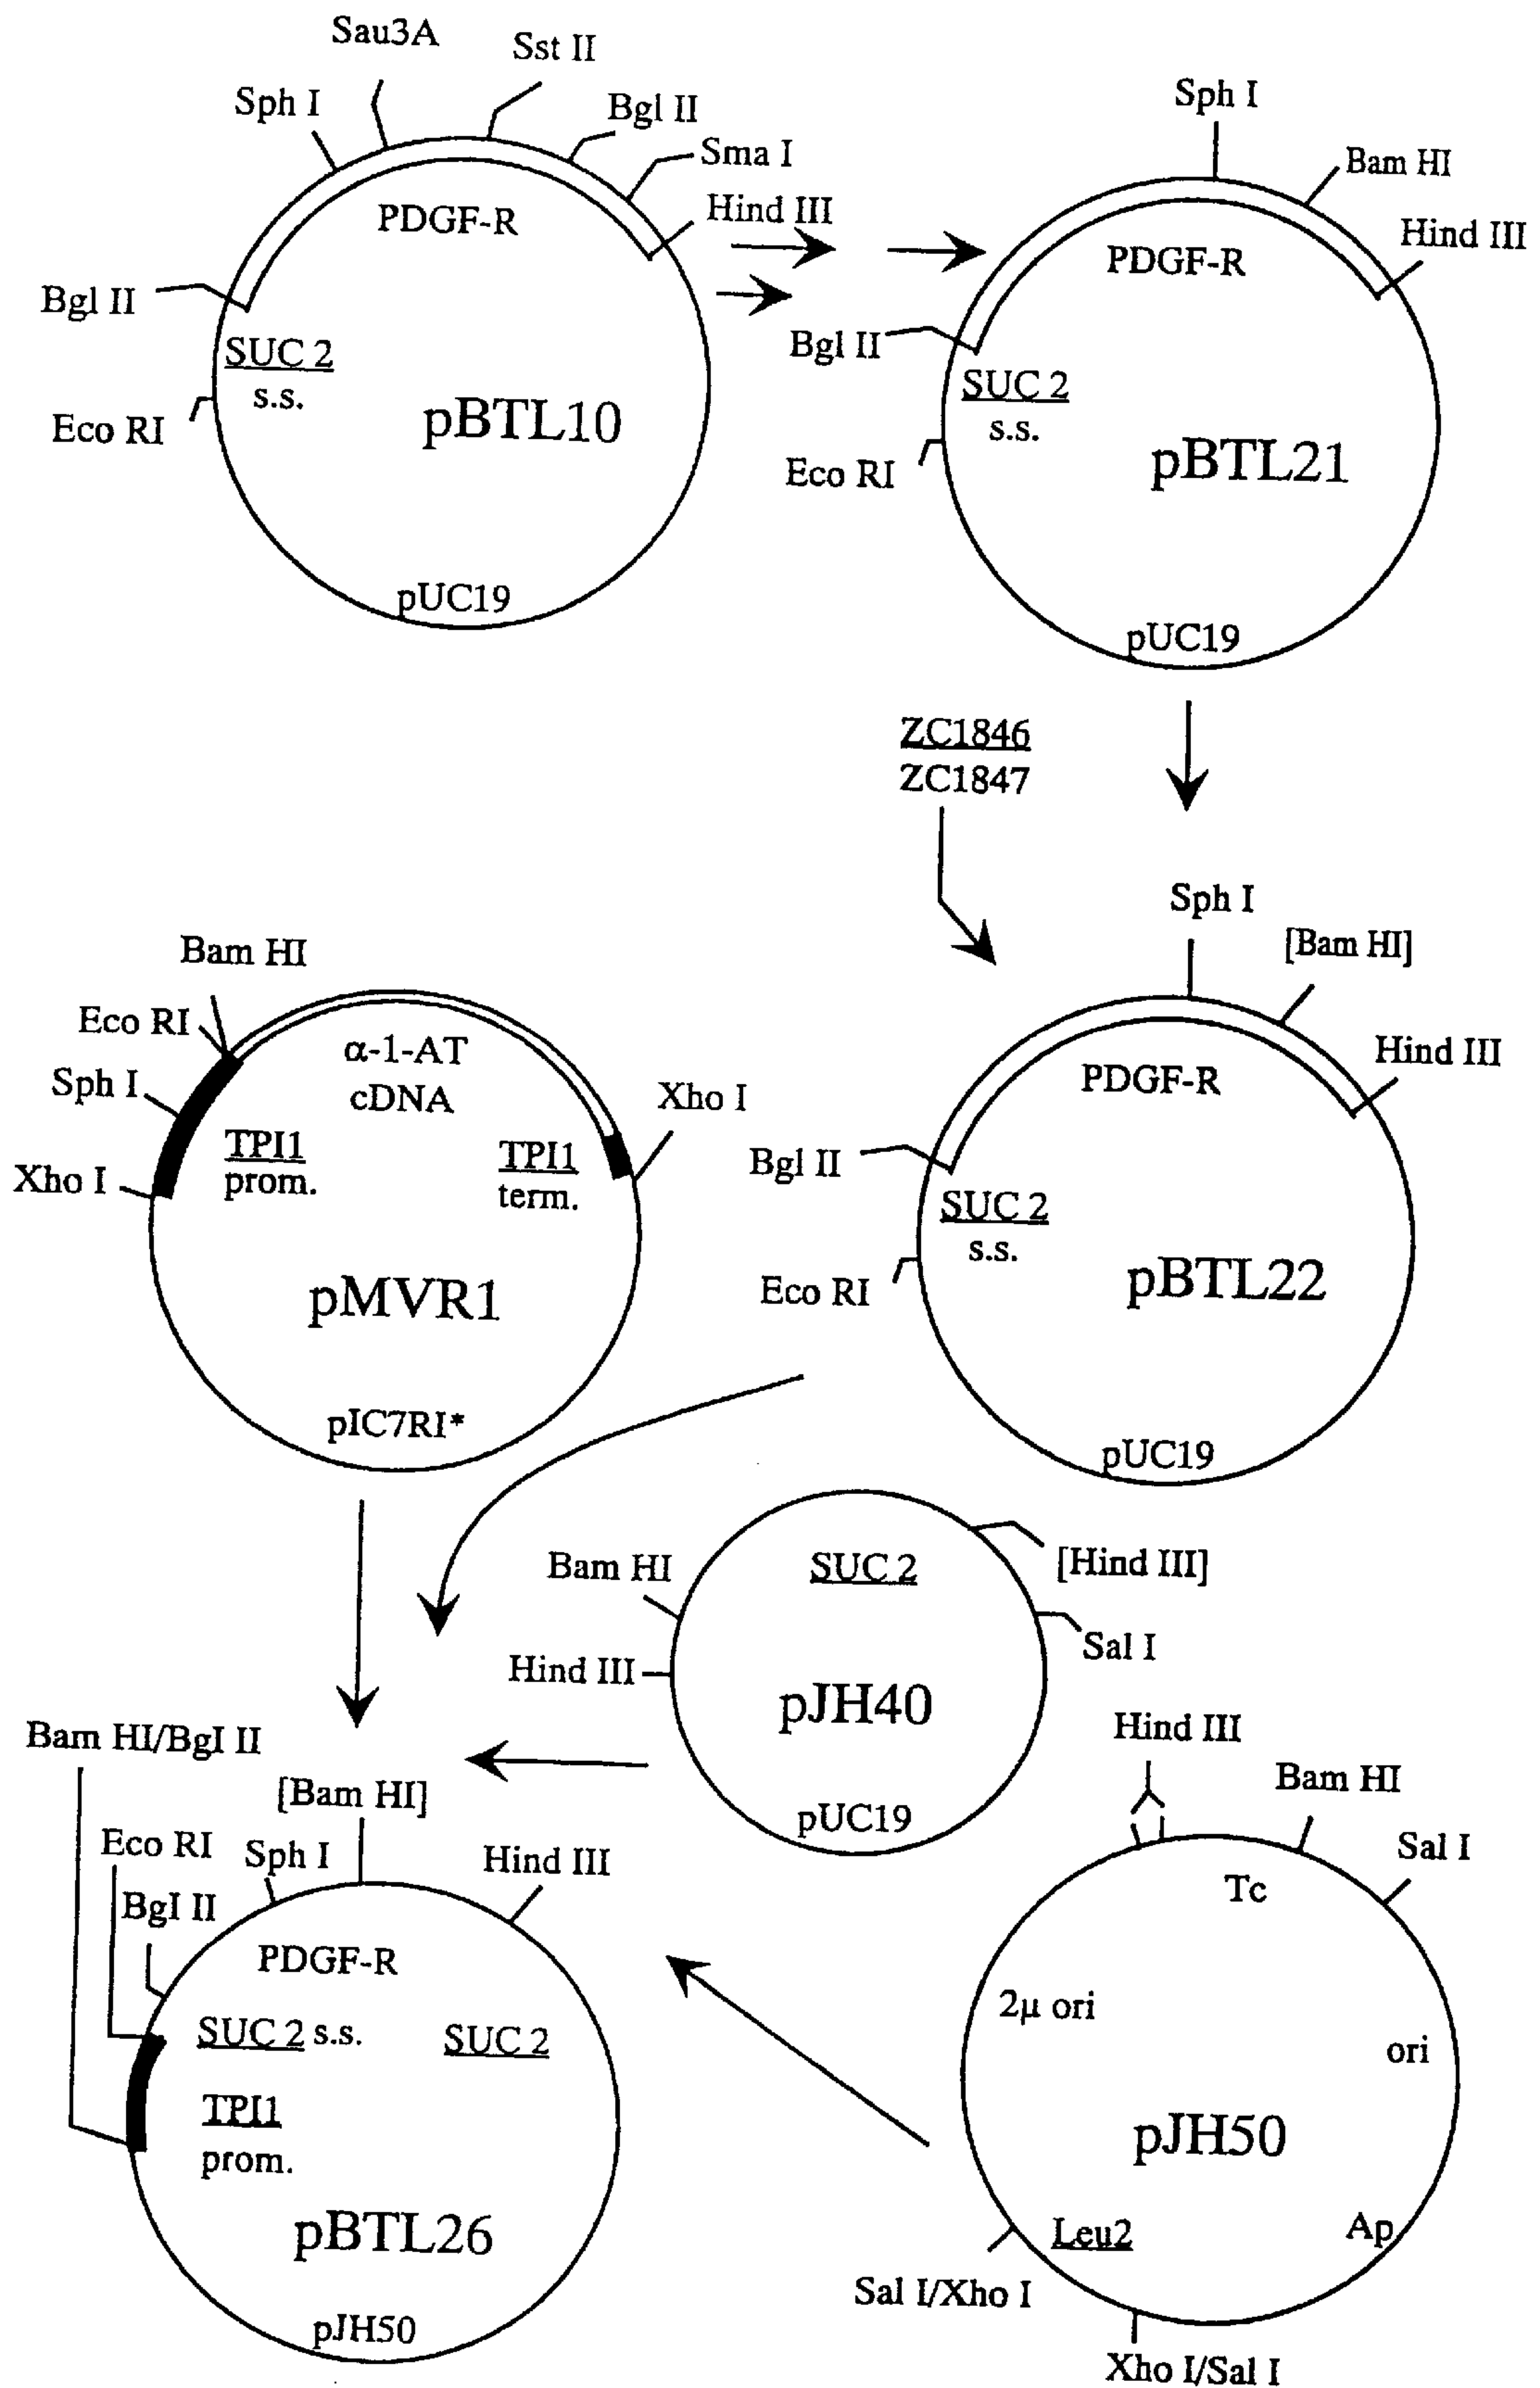 Sau3A
Sst II
Sph I
Bgl II
Sma I
Hind III
PDGF-R
Bgl II
SUC 2
s.s.
Eco RI
pBTL10
pUC19
Sph I
Bam HI
Hind III
PDGF-R
Bgl II
SUC 2
s.s.
Eco RI
pBTL21
pUC19
ZC1846
ZC1847
Sph I
[Bam HI]
Hind III
PDGF-R
Bgl II
SUC 2
s.s.
Eco RI
pBTL22
pUC19
Bam HI
Eco RI
Sph I
Xho I
α-1-AT
cDNA
Xho I
TPI1
prom.
TPI1
term.
pMVR1
pIC7RI*
Bam HI
SUC 2
[Hind III]
Sal I
Hind III
pJH40
pUC19
Bam HI/BgI II
[Bam HI]
Eco RI
Sph I
Hind III
BgI II
PDGF-R
SUC 2 s.s.
SUC 2
TPI1
prom.
pBTL26
pJH50
Hind III
Bam HI
Sal I
Tc
2μ ori
ori
pJH50
Leu2
Ap
Sal I/Xho I
Xho I/Sal I